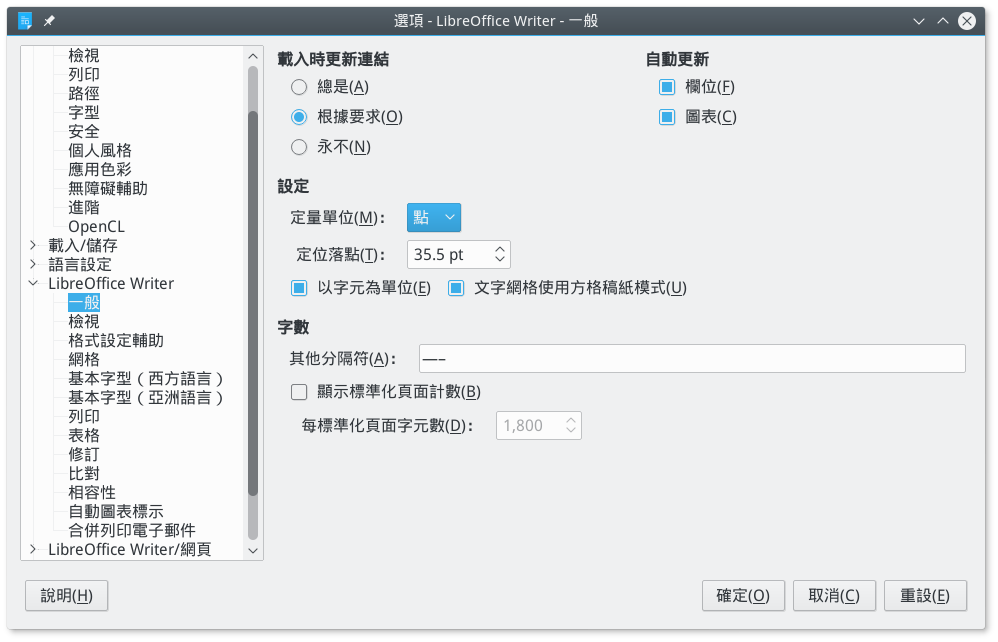 選項 - LibreOffice Writer - 一般
檢視
列印
路徑
字型
安全
個人風格
應用色彩
無障礙輔助
進階
OpenCL
載入/儲存
語言設定
LibreOffice Writer
一般
檢視
格式設定輔助
網格
基本字型（西方語言）
基本字型（亞洲語言）
列印
表格
修訂
比對
相容性
自動圖表標示
合併列印電子郵件
LibreOffice Writer/網頁
載入時更新連結
總是(A)
根據要求(O)
永不(N)
自動更新
欄位(F)
圖表(C)
設定
定量單位(M)：
點
定位落點(T)：
35.5 pt
以字元為單位(E)
文字網格使用方格稿紙模式(U)
字數
其他分隔符(A)：
—–
顯示標準化頁面計數(B)
每標準化頁面字元數(D)：
1,800
說明(H)
確定(O)
取消(C)
重設(E)